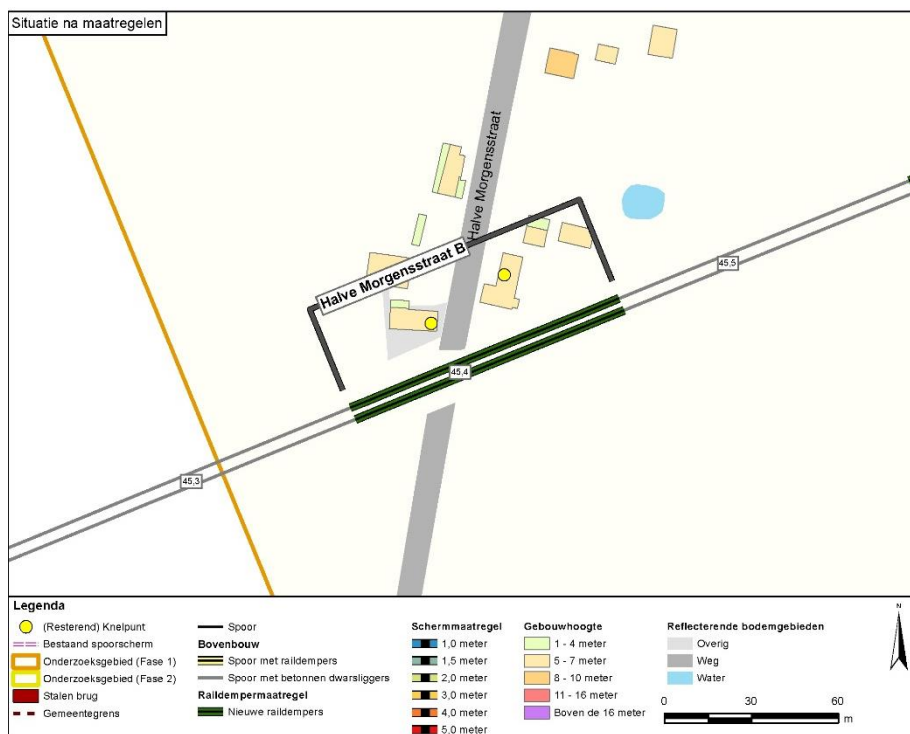 Situatie na maatregelen
Halve Morgensstraat
Halve Morgensstraat B
45,5
45,4
45,3
Legenda
(Resterend) Knelpunt
Bestaand spoorscherm
Onderzoeksgebied (Fase 1)
Onderzoeksgebied (Fase 2)
Stalen brug
Gemeentegrens
Spoor
Bovenbouw
Spoor met raildempers
Spoor met betonnen dwarsliggers
Raildempermaatregel
Nieuwe raildempers
Schermmaatregel
1,0 meter
1,5 meter
2,0 meter
3,0 meter
4,0 meter
5,0 meter
Gebouwhoogte
1 - 4 meter
5 - 7 meter
8 - 10 meter
11 - 16 meter
Boven de 16 meter
Reflecterende bodemgebieden
Overig
Weg
Water
N
0 30 60
m